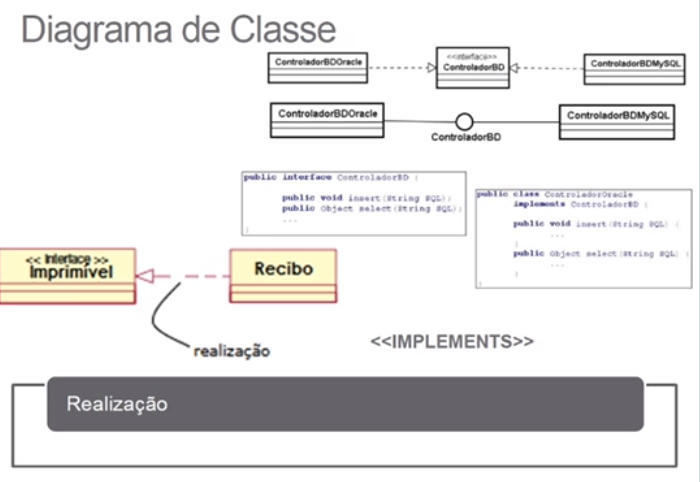 Diagrama de Classe
ControladorBDOracle
<<interface>>
ControladorBD
ControladorBDMySQL
ControladorBDOracle
ControladorBD
ControladorBDMySQL
public interface ControladorBD {
public void insert(String SQL);
public Object select(String SQL);
...
}
public class ControladorOracle
implements ControladorBD {
public void insert(String SQL) {
...
}
public Object select(String SQL) {
...
}
}
<< Interface >>
Imprimível
Recibo
realização
<<IMPLEMENTS>>
Realização